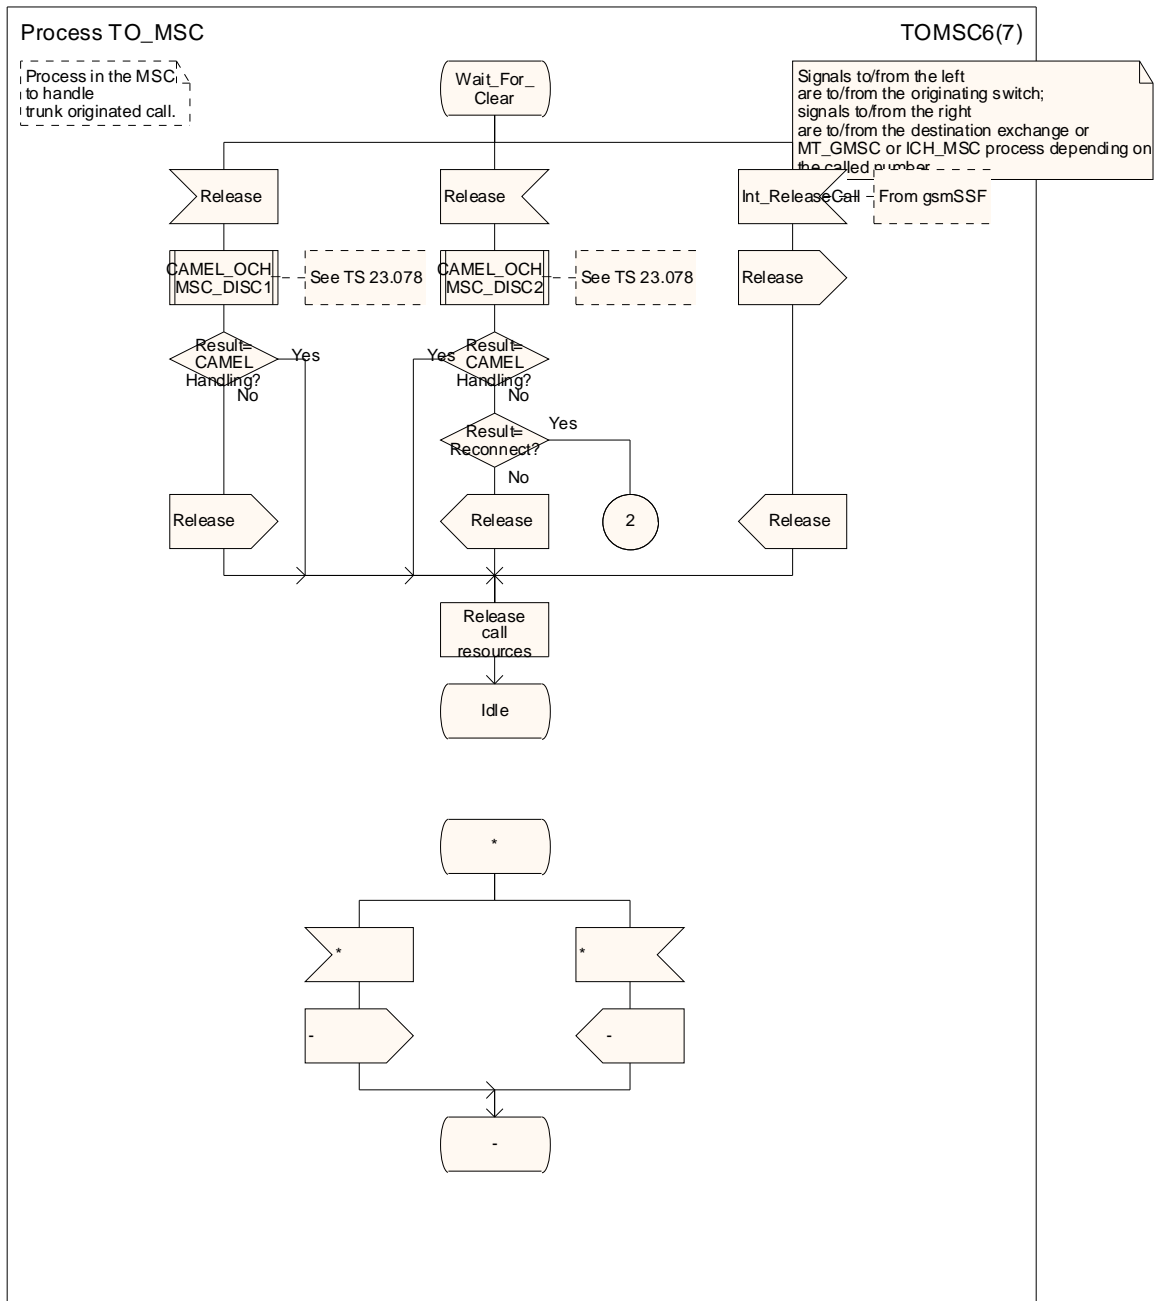 Process TO_MSC
TOMSC6(7)
Process in the MSC
to handle
trunk originated call.
Wait_For_
Clear
Signals to/from the left
are to/from the originating switch;
signals to/from the right
are to/from the destination exchange or
MT_GMSC or ICH_MSC process depending on
the called number
Release
Release
Int_ReleaseCall
From gsmSSF
CAMEL_OCH_
MSC_DISC1
See TS 23.078
CAMEL_OCH_
MSC_DISC2
See TS 23.078
Release
Result=
CAMEL
Handling?
Yes
No
Yes
Result=
CAMEL
Handling?
No
Result=
Reconnect?
Yes
No
Release
Release
2
Release
Release
call
resources
Idle
*
*
*
-
-
-